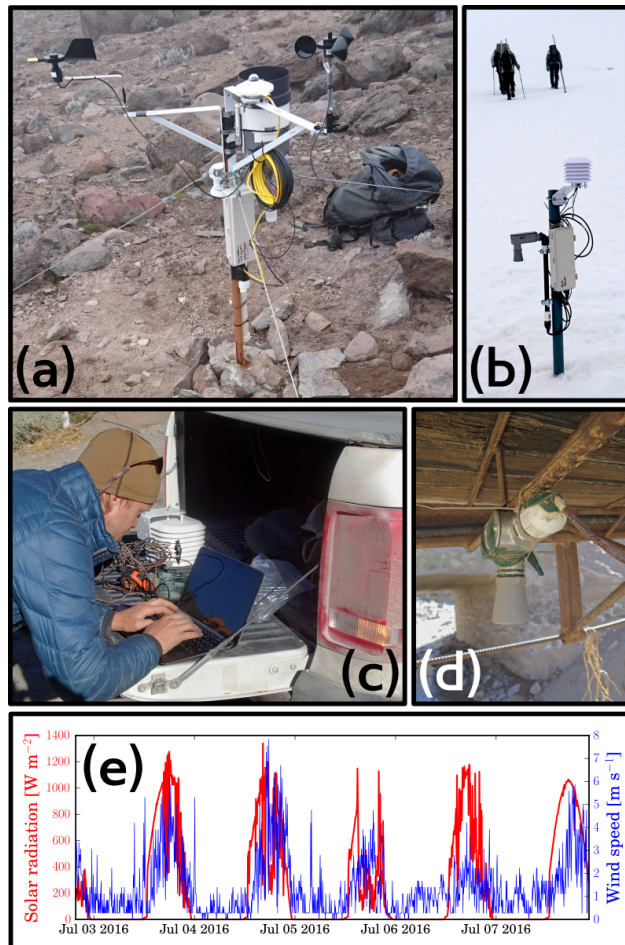 (a)
(b)
(c)
(d)
(e)
Solar radiation [W m⁻²]
1400
1200
1000
800
600
400
200
0
Wind speed [m s⁻¹]
8
7
6
5
4
3
2
1
0
Jul 03 2016 Jul 04 2016 Jul 05 2016 Jul 06 2016 Jul 07 2016